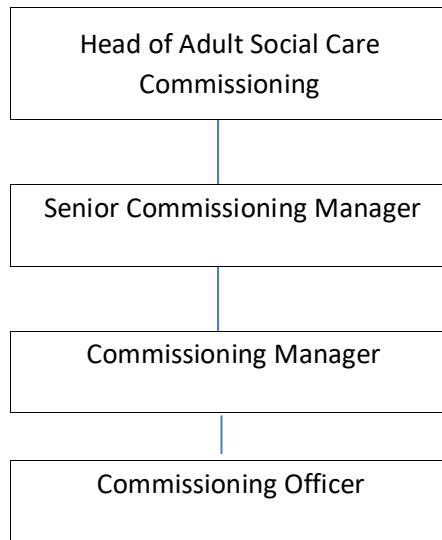 Head of Adult Social Care
Commissioning
Senior Commissioning Manager
Commissioning Manager
Commissioning Officer